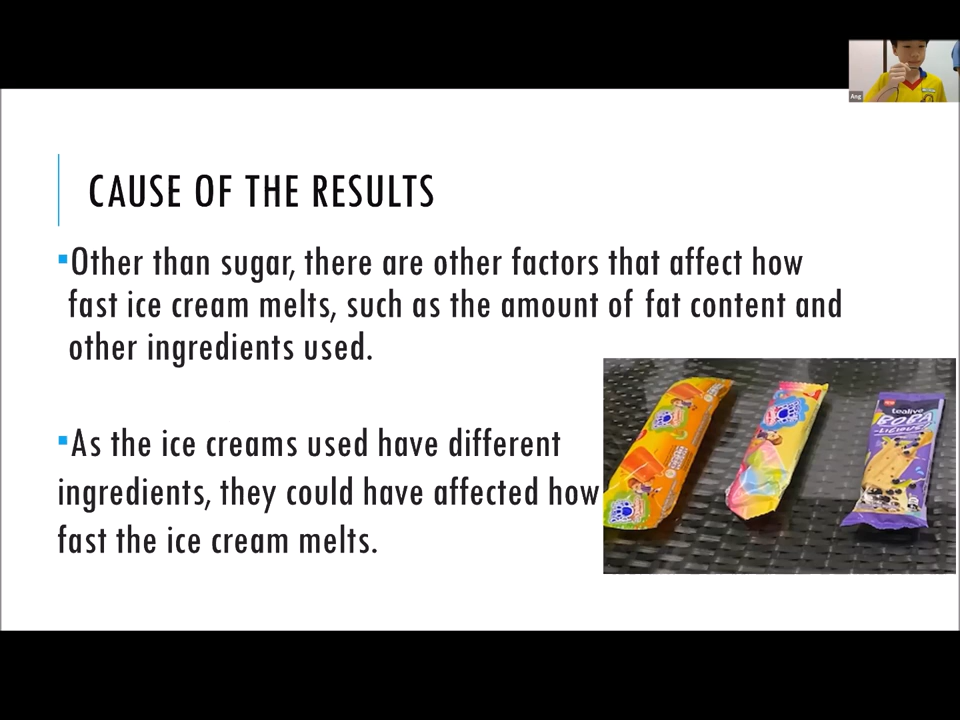 Ang
CAUSE OF THE RESULTS
Other than sugar, there are other factors that affect how
fast ice cream melts, such as the amount of fat content and
other ingredients used.
As the ice creams used have different
ingredients, they could have affected how
fast the ice cream melts.
tealive
BOBA